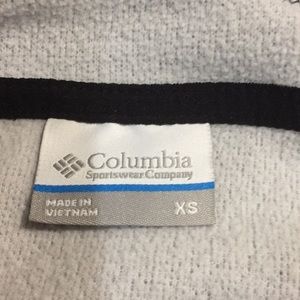 Columbia
Sportswear Company
MADE IN
VIETNAM
XS